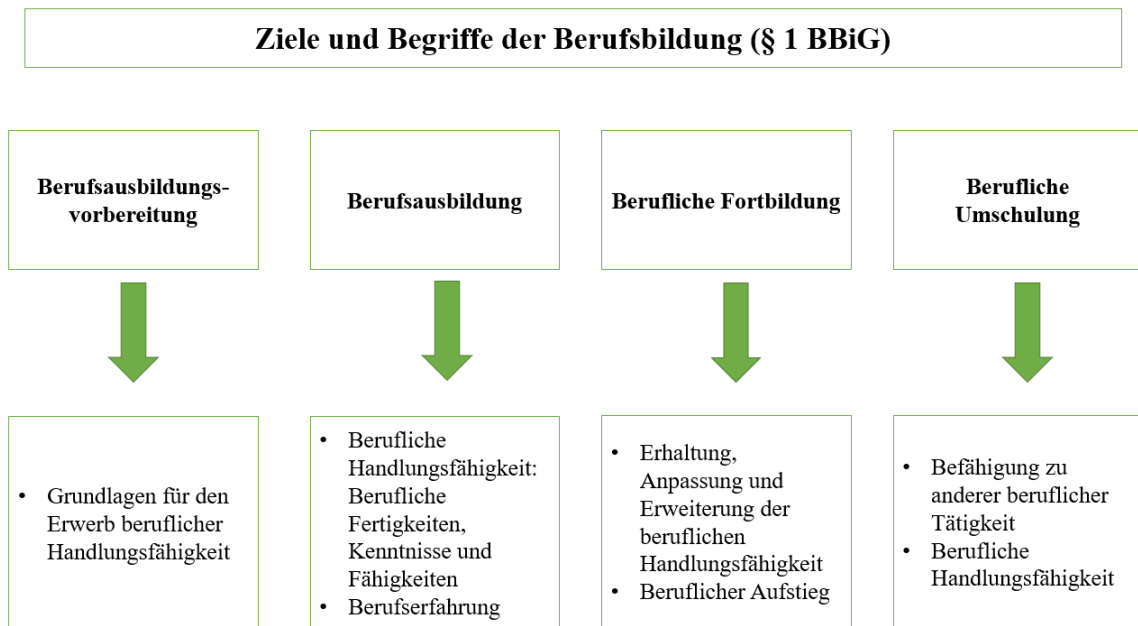 Ziele und Begriffe der Berufsbildung (§ 1 BBiG)
Berufsausbildungs-
vorbereitung
Berufsausbildung
Berufliche Fortbildung
Berufliche
Umschulung
• Grundlagen für den
Erwerb beruflicher
Handlungsfähigkeit
• Berufliche
Handlungsfähigkeit:
Berufliche
Fertigkeiten,
Kenntnisse und
Fähigkeiten
• Berufserfahrung
• Erhaltung,
Anpassung und
Erweiterung der
beruflichen
Handlungsfähigkeit
• Beruflicher Aufstieg
• Befähigung zu
anderer beruflicher
Tätigkeit
• Berufliche
Handlungsfähigkeit